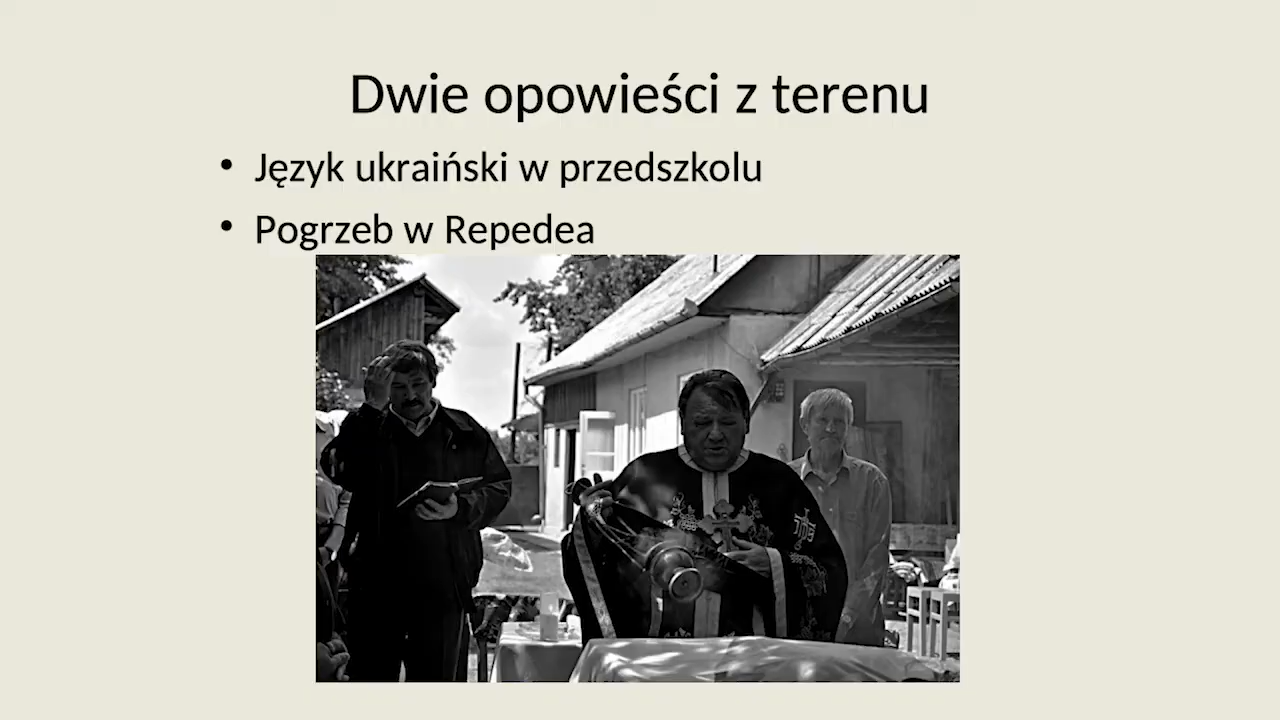 Dwie opowieści z terenu
• Język ukraiński w przedszkolu
• Pogrzeb w Repedea